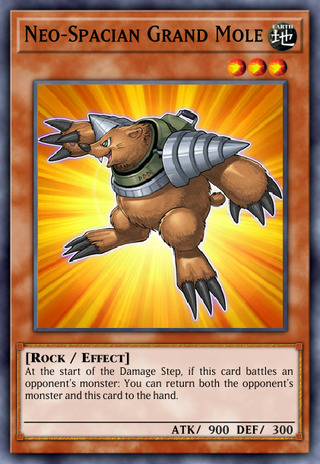 Neo-Spacian Grand Mole
EARTH
地
[Rock / Effect]
At the start of the Damage Step, if this card battles an
opponent's monster: You can return both the opponent's
monster and this card to the hand.
ATK/ 900 DEF/ 300